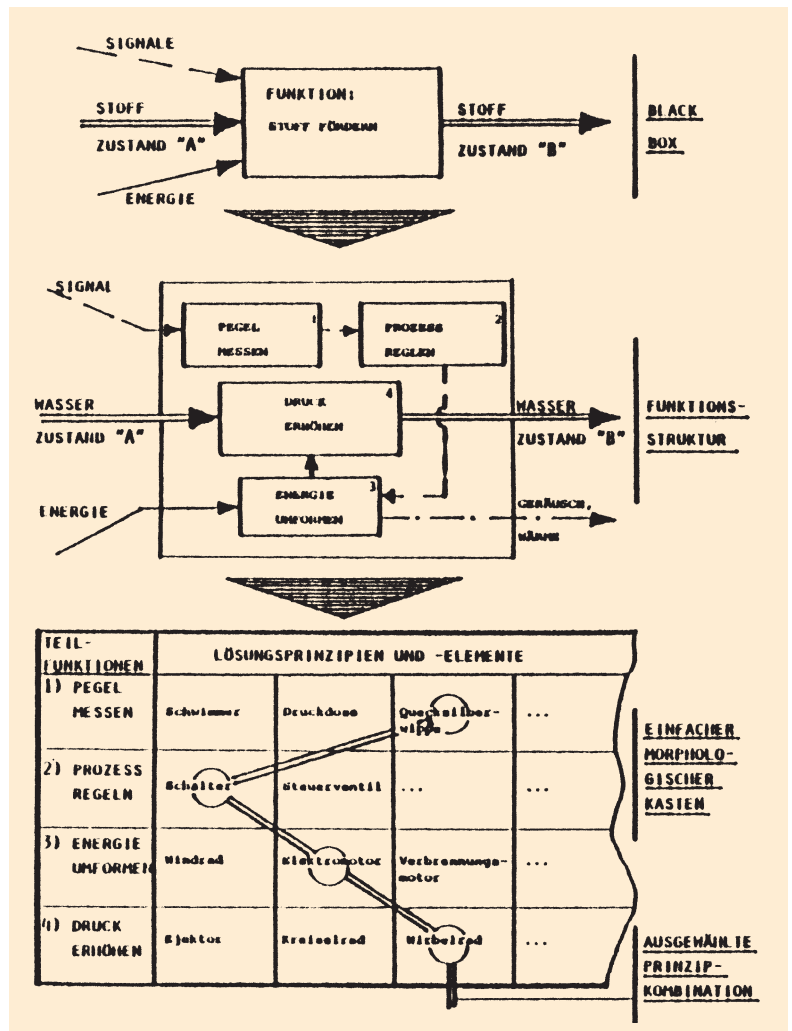 SIGNALE
FUNKTION:
STOFF FÖRDERN
STOFF
ZUSTAND "A"
STOFF
ZUSTAND "B"
ENERGIE
BLACK
BOX
SIGNAL
PEGEL
MESSEN
1
PROZESS
REGLEN
2
WASSER
ZUSTAND "A"
DRUCK
ERHÖHEN
4
WASSER
ZUSTAND "B"
FUNKTIONS-
STRUKTUR
ENERGIE
ENERGIE
UMFORMEN
3
GERÄUSCH,
WÄRME
TEIL-
FUNKTIONEN
LÖSUNGSPRINZIPIEN UND -ELEMENTE
1) PEGEL
MESSEN
Schwimmer
Druckdose
Quecksilber-
wippe
...
2) PROZESS
REGELN
Schalter
Steuerventil
...
...
3) ENERGIE
UMFORMEN
Windrad
Elektromotor
Verbrennungs-
motor
...
4) DRUCK
ERHÖHEN
Ejektor
Kreiselrad
Wirbelrad
...
EINFACHER
MORPHOLO-
GISCHER
KASTEN
AUSGEWÄHLTE
PRINZIP-
KOMBINATION